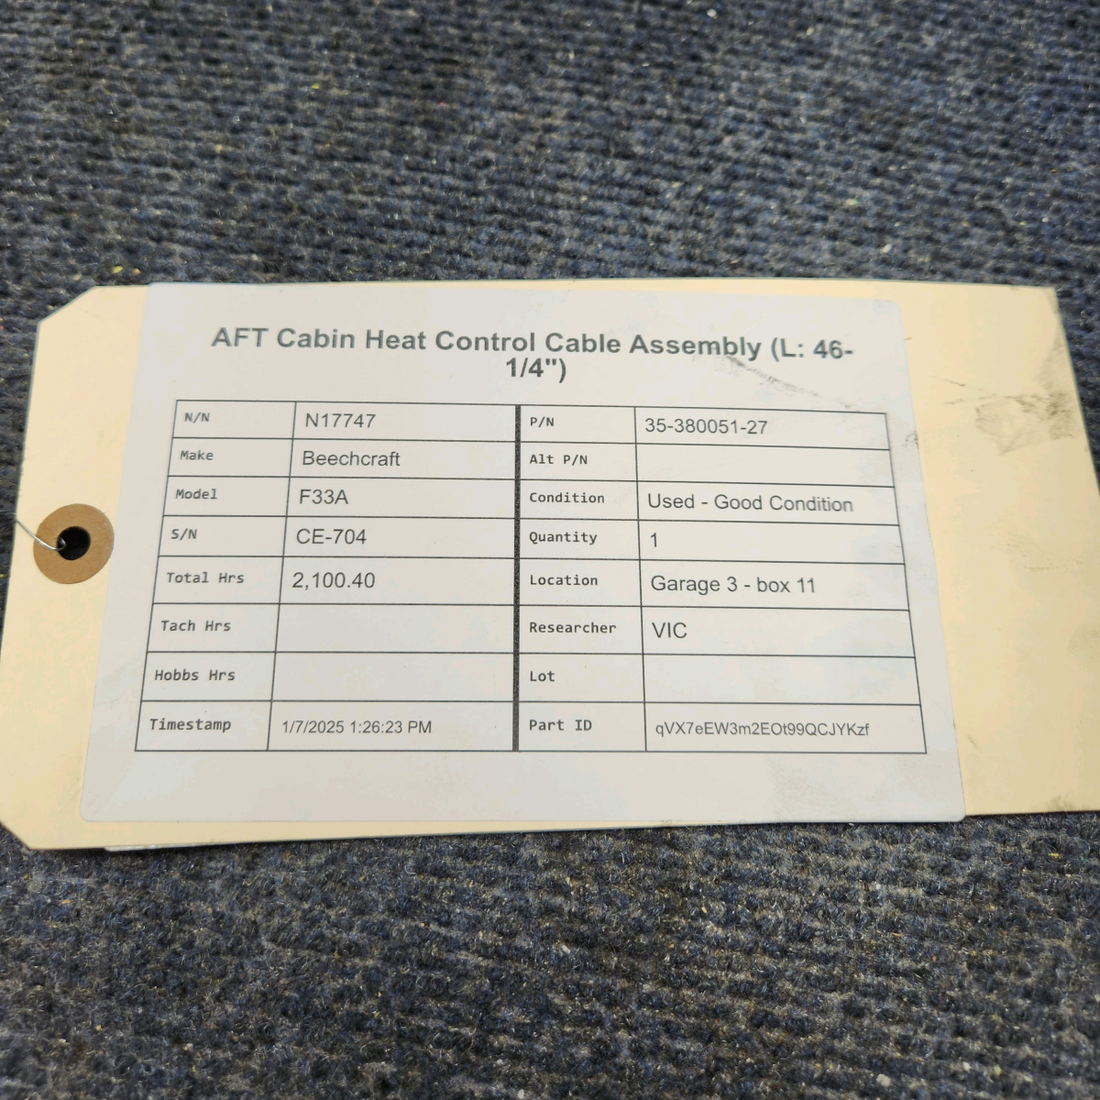 AFT Cabin Heat Control Cable Assembly (L: 46-
1/4")
N/N N17747 P/N 35-380051-27
Make Beechcraft Alt P/N
Model F33A Condition Used - Good Condition
S/N CE-704 Quantity 1
Total Hrs 2,100.40 Location Garage 3 - box 11
Tach Hrs Researcher VIC
Hobbs Hrs Lot
Timestamp 1/7/2025 1:26:23 PM Part ID qVX7eEW3m2EOt99QCJYKzf